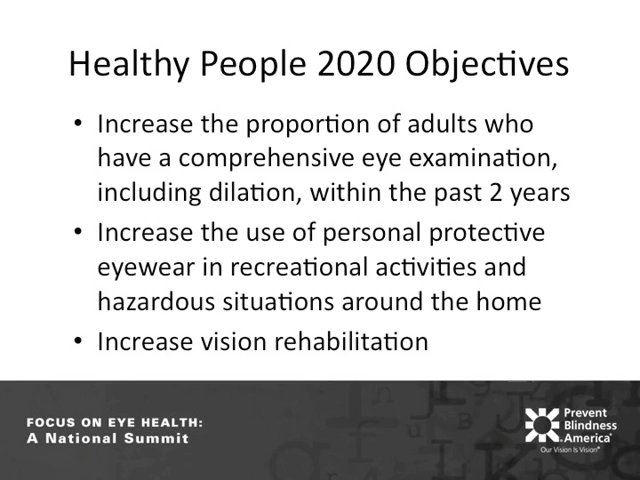 Healthy People 2020 Objectives
• Increase the proportion of adults who
have a comprehensive eye examination,
including dilation, within the past 2 years
• Increase the use of personal protective
eyewear in recreational activities and
hazardous situations around the home
• Increase vision rehabilitation
FOCUS ON EYE HEALTH:
A National Summit
Prevent
Blindness
America®
Our Vision Is Vision®